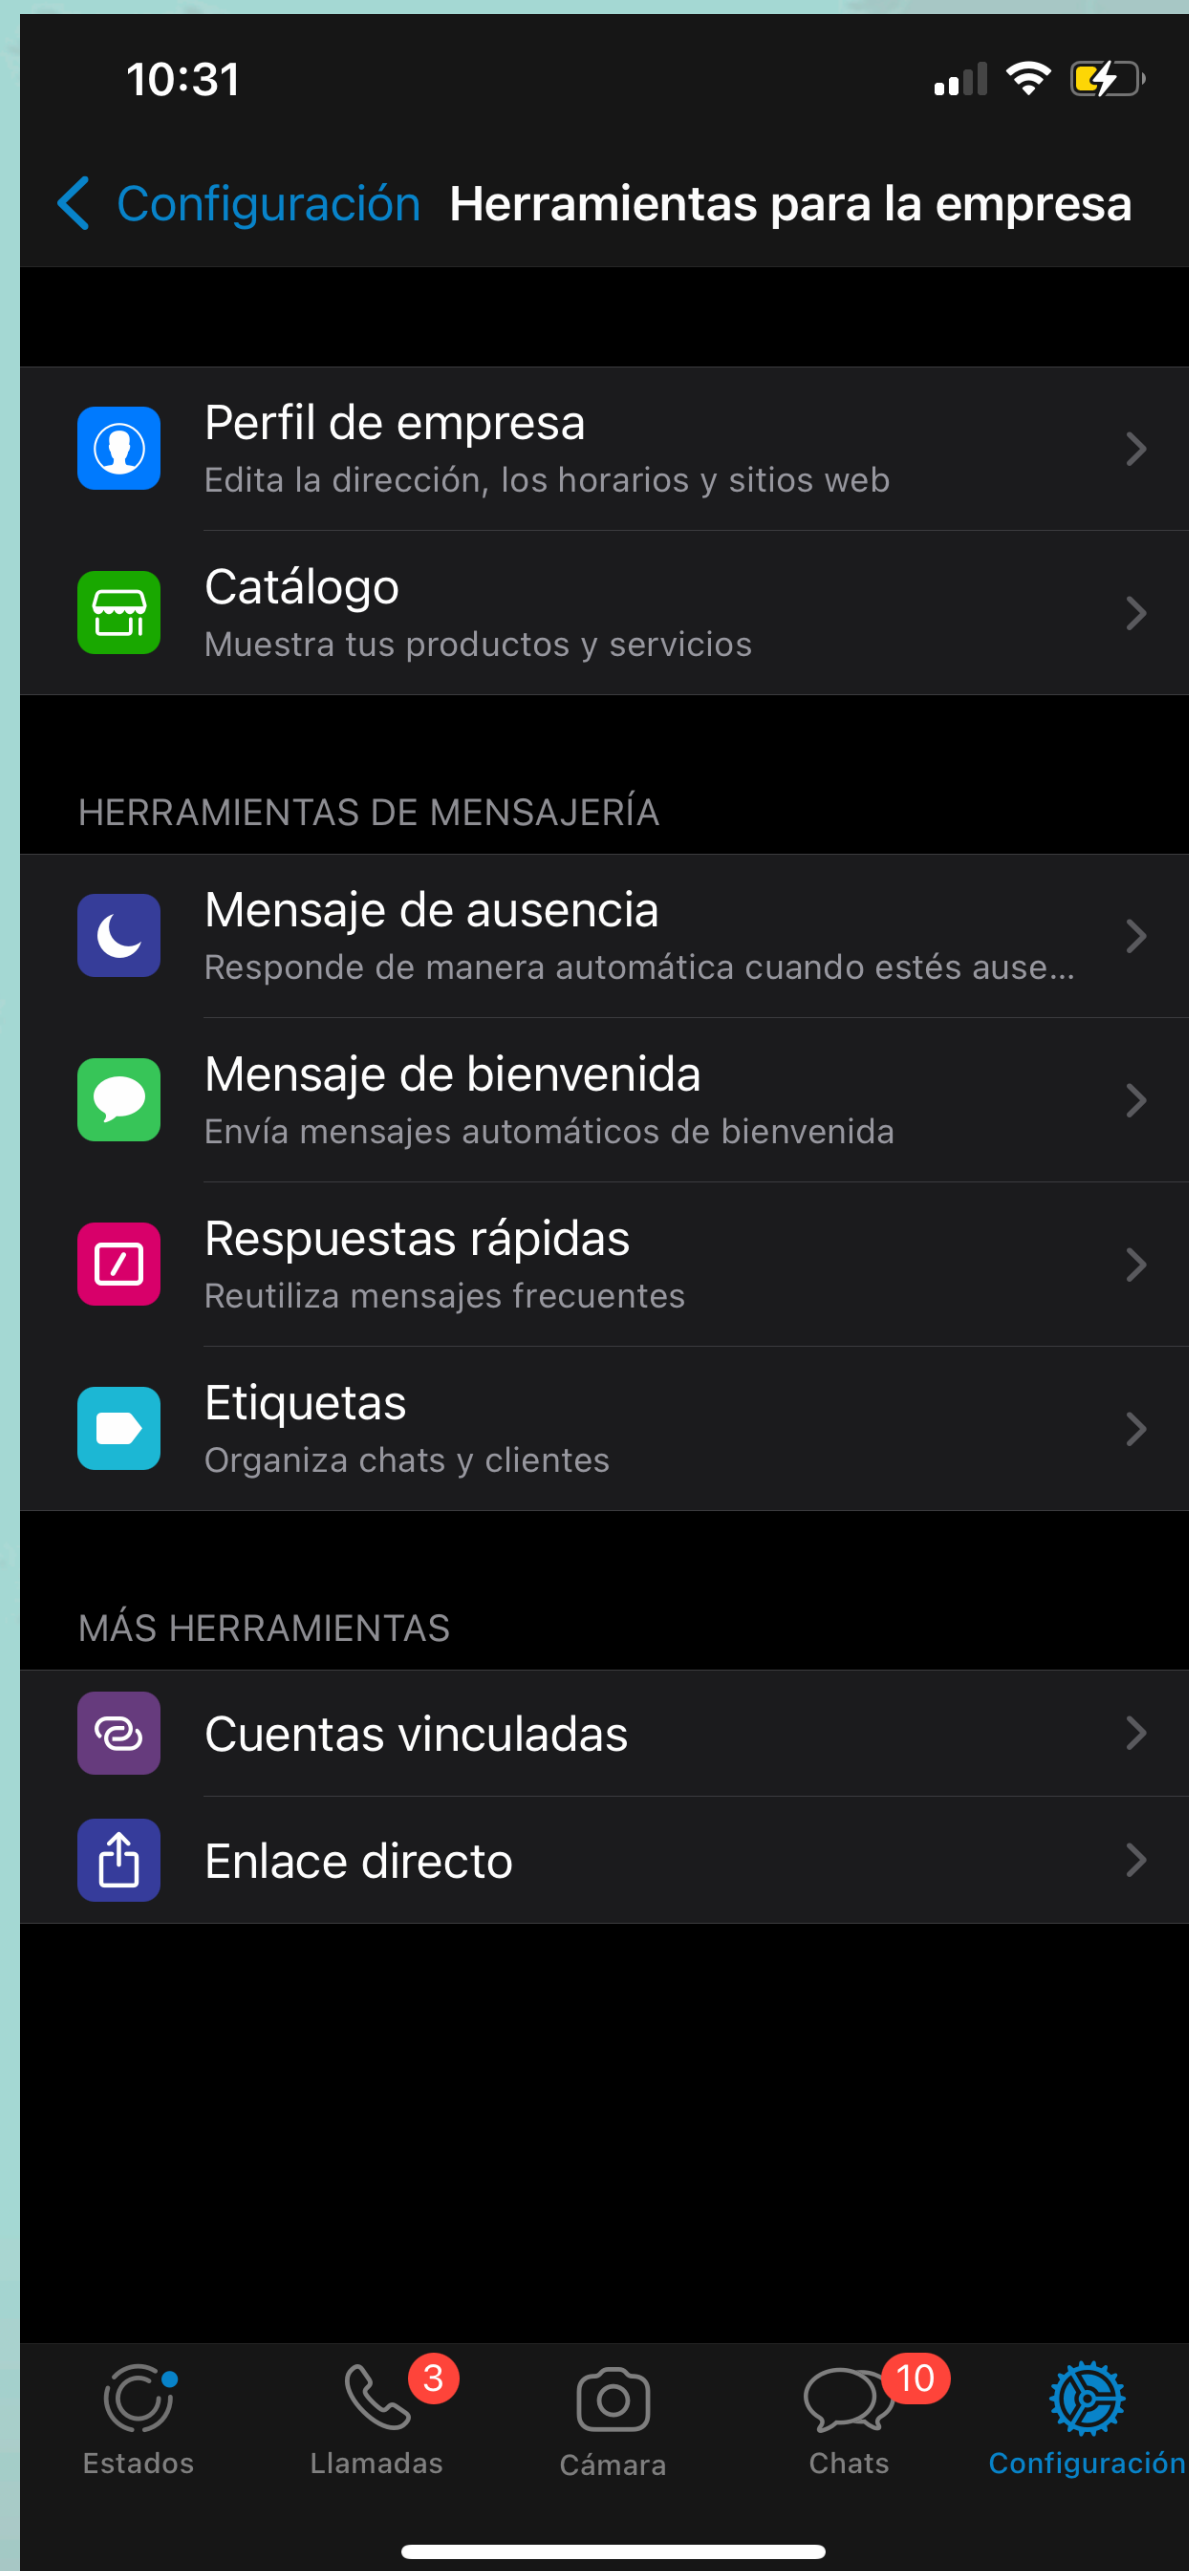 10:31
Configuración Herramientas para la empresa
Perfil de empresa
Edita la dirección, los horarios y sitios web
Catálogo
Muestra tus productos y servicios
HERRAMIENTAS DE MENSAJERÍA
Mensaje de ausencia
Responde de manera automática cuando estés ause...
Mensaje de bienvenida
Envía mensajes automáticos de bienvenida
Respuestas rápidas
Reutiliza mensajes frecuentes
Etiquetas
Organiza chats y clientes
MÁS HERRAMIENTAS
Cuentas vinculadas
Enlace directo
3 10
Estados Llamadas Cámara Chats Configuración